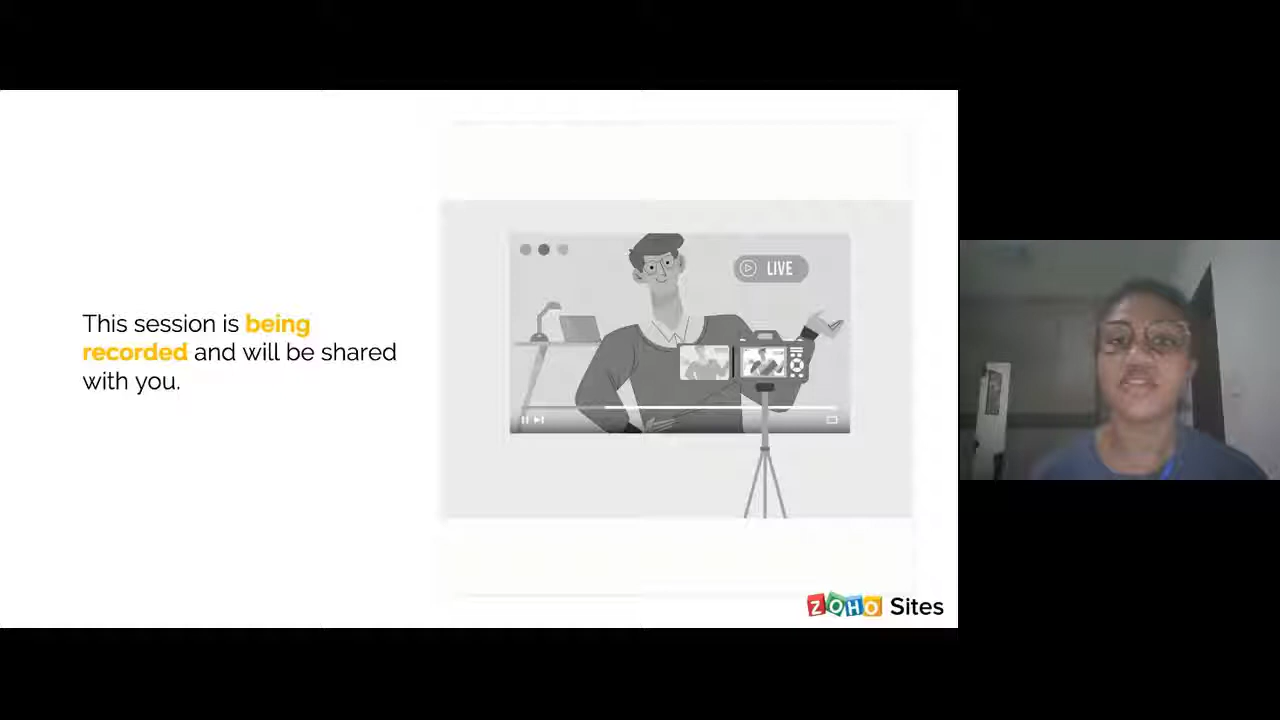 This session is being
recorded and will be shared
with you.
LIVE
ZOHO Sites